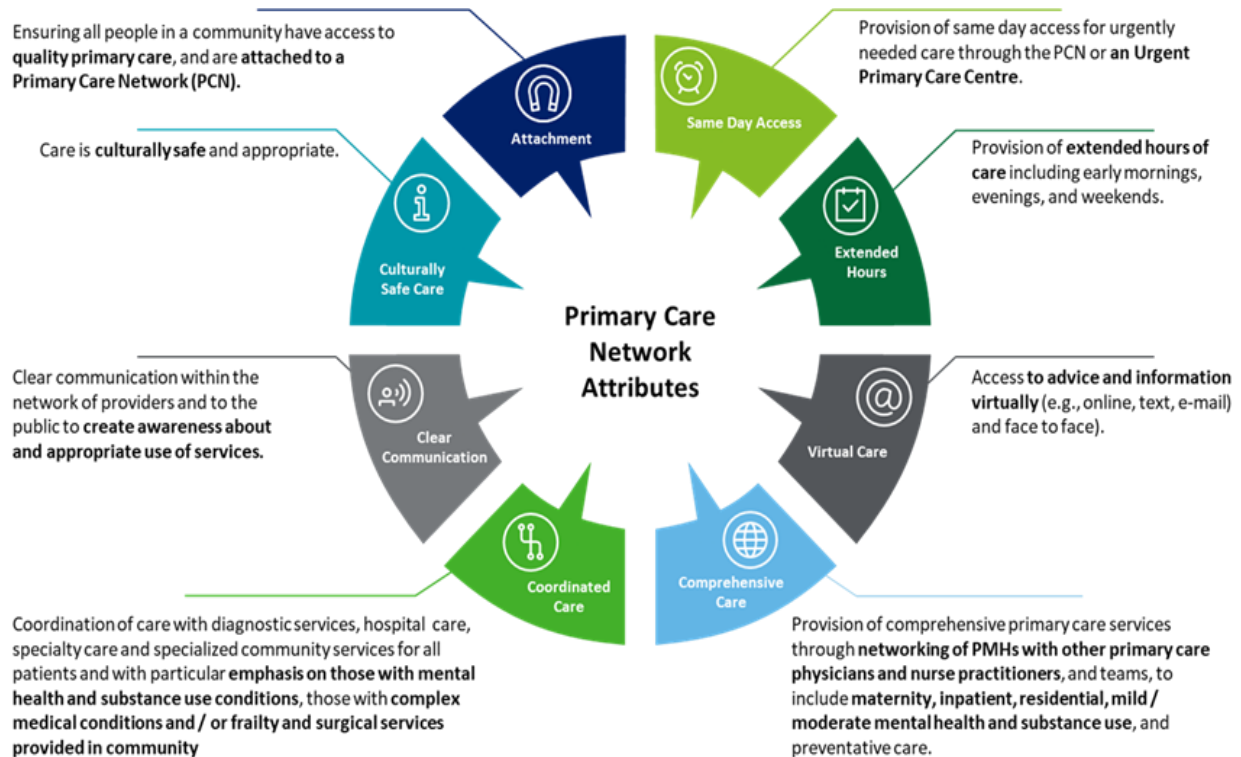 Ensuring all people in a community have access to
quality primary care, and are attached to a
Primary Care Network (PCN).
Attachment
Provision of same day access for urgently
needed care through the PCN or an Urgent
Primary Care Centre.
Same Day Access
Care is culturally safe and appropriate.
Culturally
Safe Care
Provision of extended hours of
care including early mornings,
evenings, and weekends.
Extended
Hours
Primary Care
Network
Attributes
Clear communication within the
network of providers and to the
public to create awareness about
and appropriate use of services.
Clear
Communication
Access to advice and information
virtually (e.g., online, text, e-mail)
and face to face).
@
Virtual Care
Coordinated
Care
Coordination of care with diagnostic services, hospital care,
specialty care and specialized community services for all
patients and with particular emphasis on those with mental
health and substance use conditions, those with complex
medical conditions and / or frailty and surgical services
provided in community
Comprehensive
Care
Provision of comprehensive primary care services
through networking of PMHs with other primary care
physicians and nurse practitioners, and teams, to
include maternity, inpatient, residential, mild /
moderate mental health and substance use, and
preventative care.